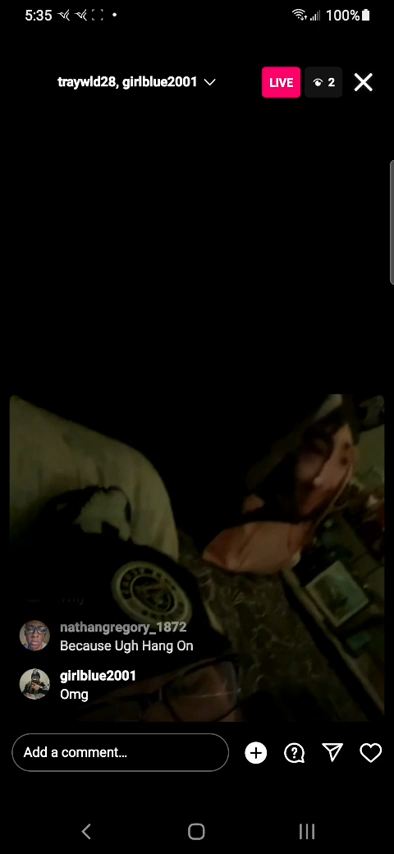 5:35
100%
traywld28, girlblue2001
LIVE
2
nathangregory_1872
Because Ugh Hang On
girlblue2001
Omg
Add a comment...